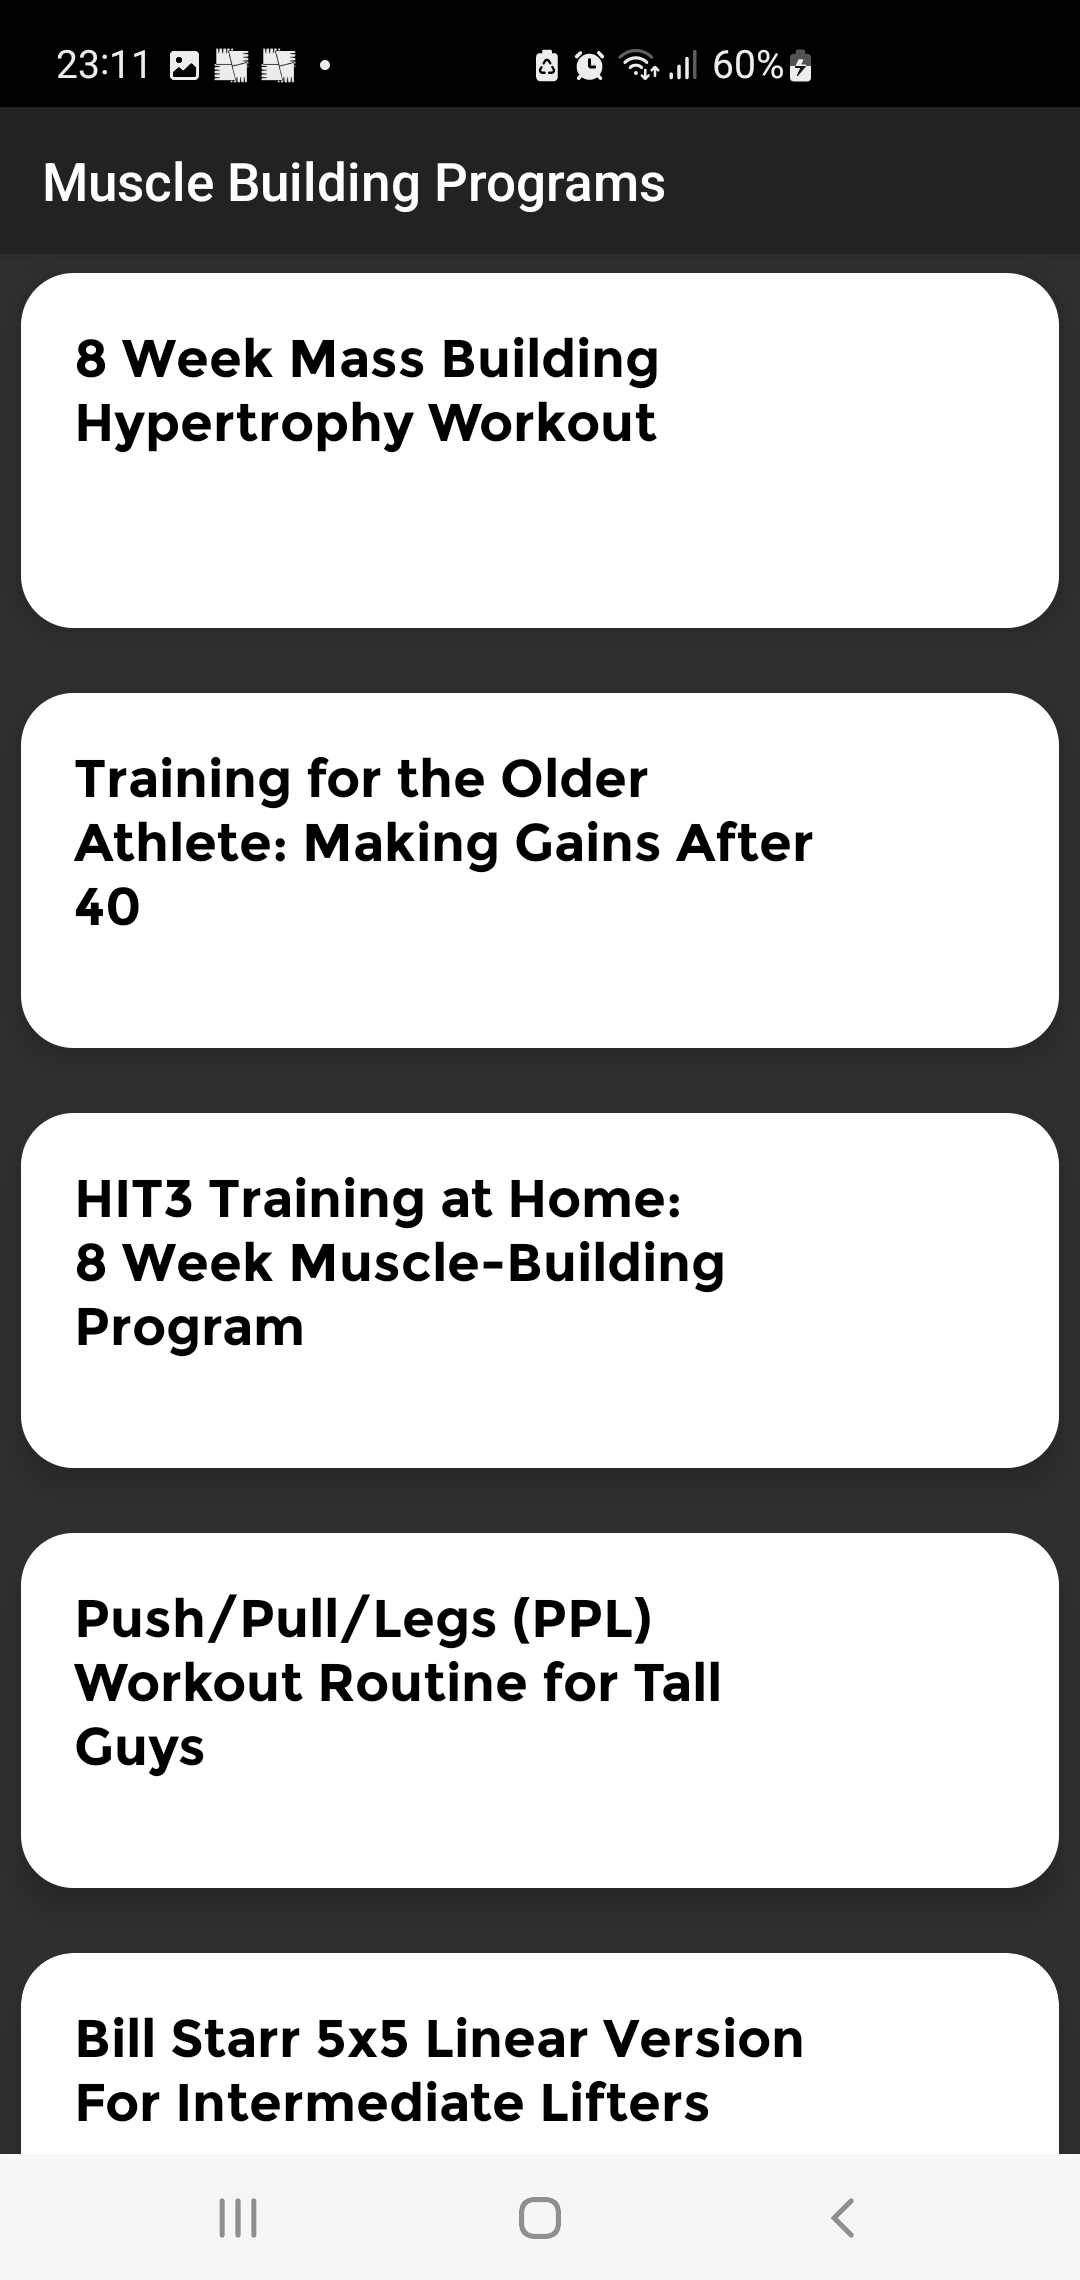 23:11
60%
Muscle Building Programs
8 Week Mass Building
Hypertrophy Workout
Training for the Older
Athlete: Making Gains After
40
HIT3 Training at Home:
8 Week Muscle-Building
Program
Push/Pull/Legs (PPL)
Workout Routine for Tall
Guys
Bill Starr 5x5 Linear Version
For Intermediate Lifters